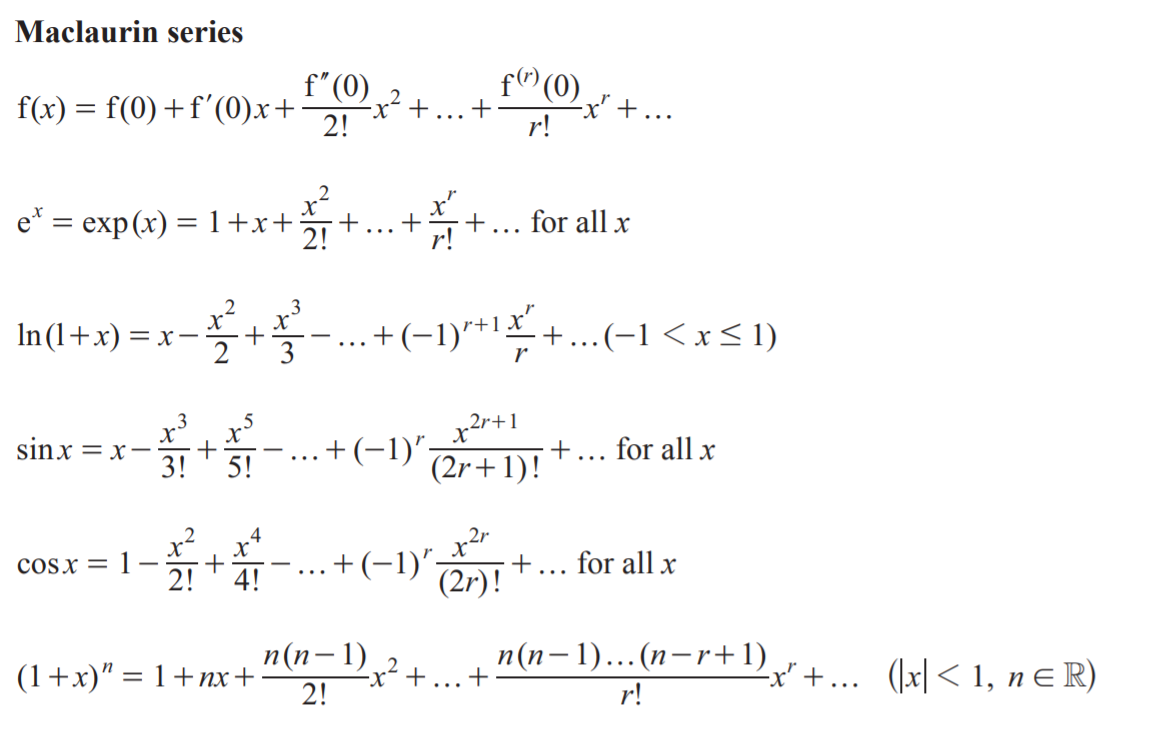 Maclaurin series
f(x) = f(0) + f′(0)x + f″(0)/2! x² + … + f⁽ʳ⁾(0)/r! xʳ + …
eˣ = exp(x) = 1 + x + x²/2! + … + xʳ/r! + … for all x
ln(1+x) = x − x²/2 + x³/3 − … + (−1)ʳ⁺¹ xʳ/r + … (−1 < x ≤ 1)
sin x = x − x³/3! + x⁵/5! − … + (−1)ʳ x²ʳ⁺¹/(2r+1)! + … for all x
cos x = 1 − x²/2! + x⁴/4! − … + (−1)ʳ x²ʳ/(2r)! + … for all x
(1+x)ⁿ = 1 + nx + n(n−1)/2! x² + … + n(n−1)…(n−r+1)/r! xʳ + … (|x| < 1, n ∈ ℝ)